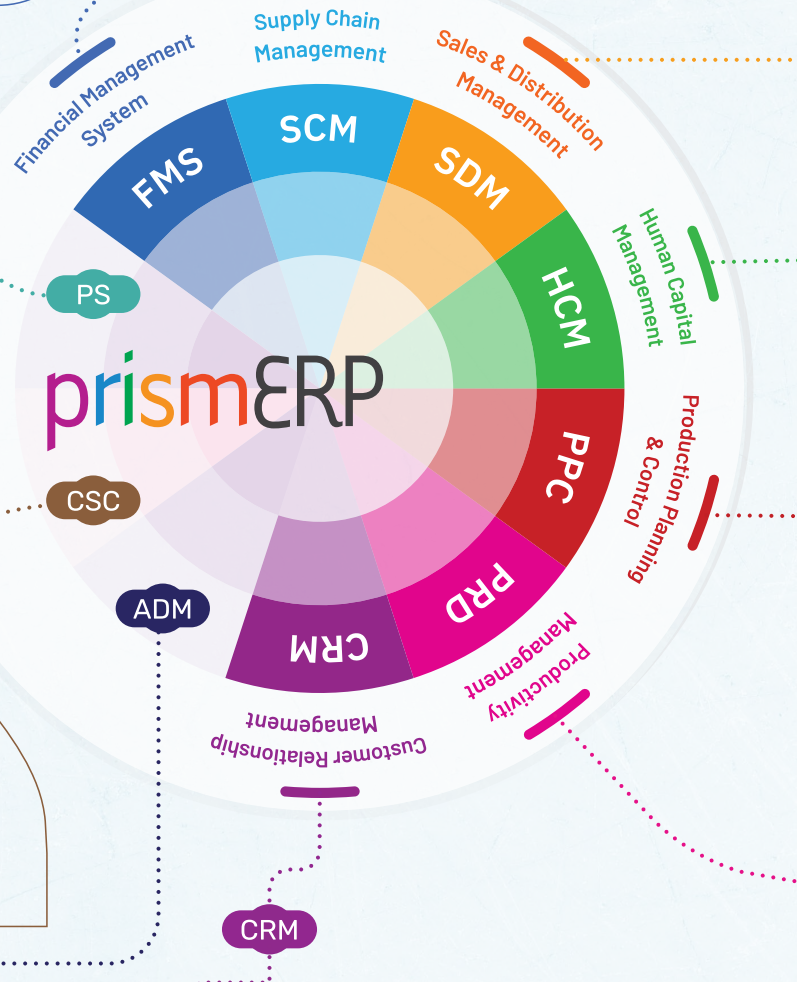 Supply Chain
Management
Financial Management
System
Sales & Distribution
Management
SCM
FMS
SDM
Human Capital
Management
HCM
PS
prismERP
Production Planning
& Control
PPC
CSC
PRD
ADM
CRM
Productivity
Management
Customer Relationship
Management
CRM